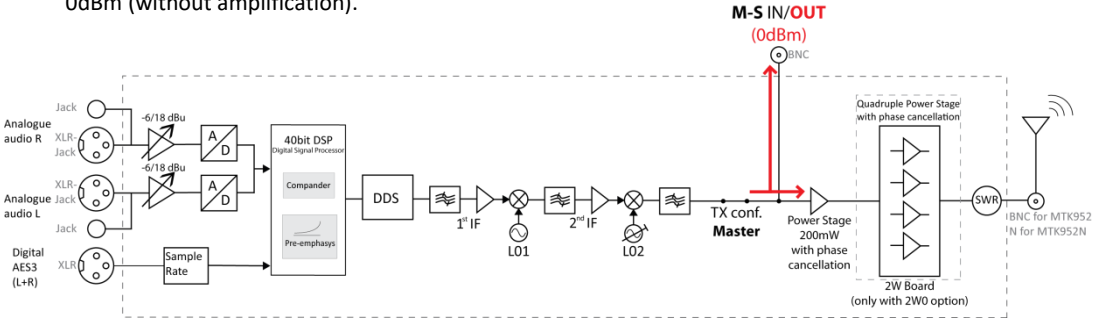 0dBm (without amplification).
M-S IN/OUT
(0dBm)
BNC
Jack
Analogue
audio R
XLR-
Jack
-6/18 dBu
A
D
XLR-
Jack
Analogue
audio L
-6/18 dBu
A
D
Jack
Digital
AES3
(L+R)
XLR
Sample
Rate
40bit DSP
Digital Signal Processor
Compander
Pre-emphasys
DDS
1st IF
L01
2nd IF
L02
TX conf.
Master
Power Stage
200mW
with phase
cancellation
Quadruple Power Stage
with phase cancellation
2W Board
(only with 2W0 option)
SWR
BNC for MTK952
N for MTK952N